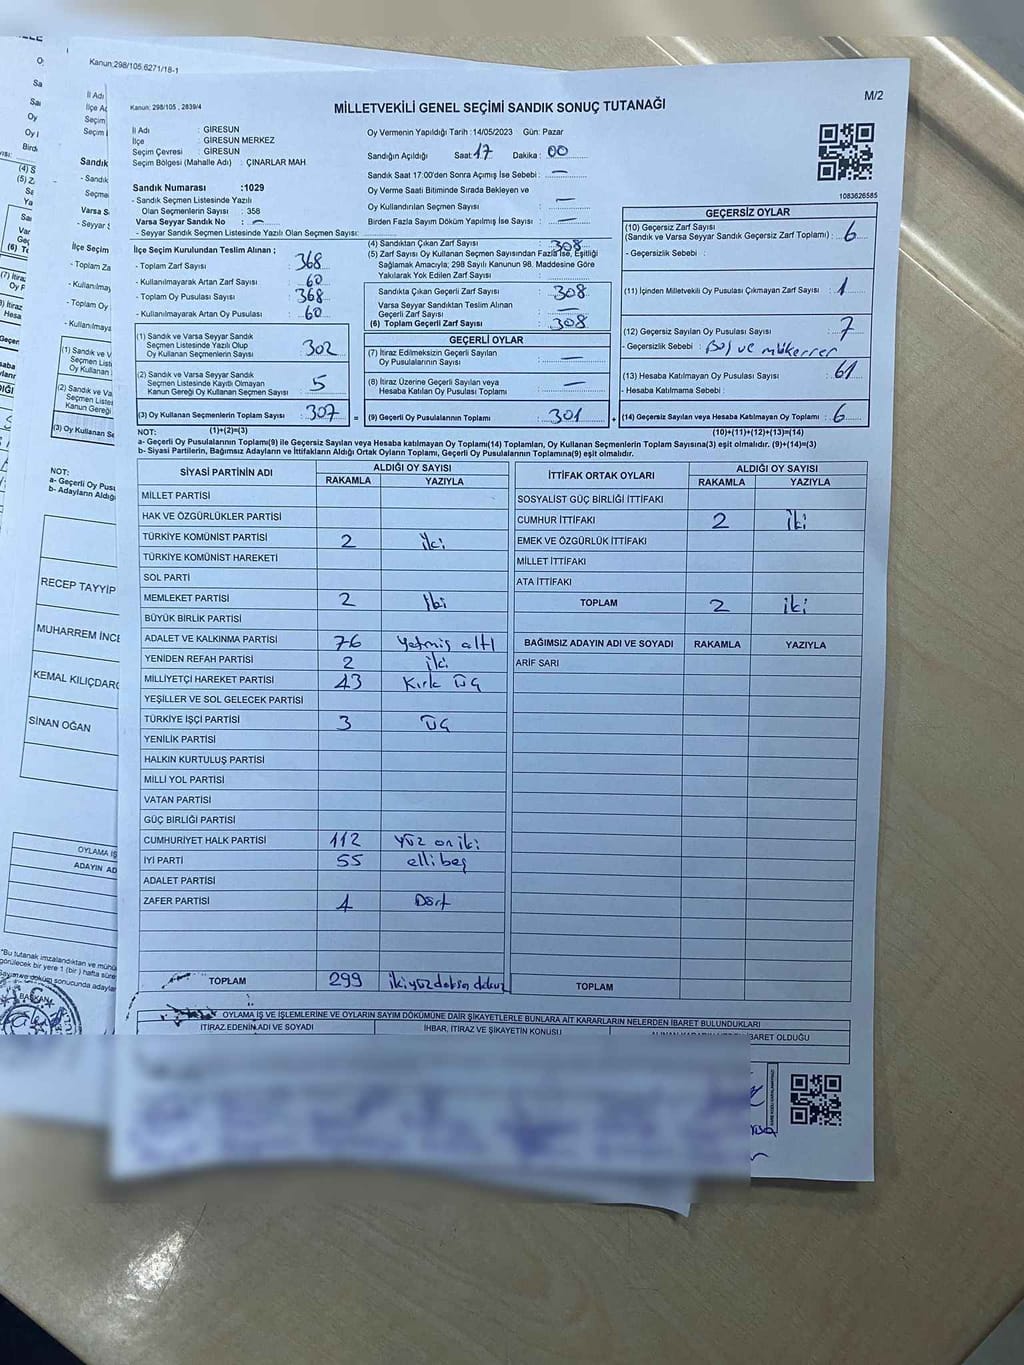 Kanun:298/105,6271/18-1
Kanun: 298/105 , 2839/4
MİLLETVEKİLİ GENEL SEÇİMİ SANDIK SONUÇ TUTANAĞI
M/2
İl Adı : GİRESUN
İlçe : GİRESUN MERKEZ
Seçim Çevresi : GİRESUN
Seçim Bölgesi (Mahalle Adı) : ÇINARLAR MAH
Oy Vermenin Yapıldığı Tarih :14/05/2023 Gün: Pazar
Sandığın Açıldığı Saat: 17 Dakika : 00
Sandık Saat 17:00'den Sonra Açımış İse Sebebi : —
Oy Verme Saati Bitiminde Sırada Bekleyen ve
Oy Kullandırılan Seçmen Sayısı : —
Birden Fazla Sayım Döküm Yapılmış İse Sayısı : —
Sandık Numarası :1029
- Sandık Seçmen Listesinde Yazılı
Olan Seçmenlerin Sayısı : 358
Varsa Seyyar Sandık No : —
- Seyyar Sandık Seçmen Listesinde Yazılı Olan Seçmen Sayısı:
1083626585
İlçe Seçim Kurulundan Teslim Alınan ;
- Toplam Zarf Sayısı : 368
- Kullanılmayarak Artan Zarf Sayısı : 60
- Toplam Oy Pusulası Sayısı : 368
- Kullanılmayarak Artan Oy Pusulası : 60
(4) Sandıktan Çıkan Zarf Sayısı : 308
(5) Zarf Sayısı Oy Kullanan Seçmen Sayısından Fazla İse, Eşitliği
Sağlamak Amacıyla; 298 Sayılı Kanunun 98. Maddesine Göre
Yakılarak Yok Edilen Zarf Sayısı :
Sandıkta Çıkan Geçerli Zarf Sayısı : 308
Varsa Seyyar Sandıktan Teslim Alınan
Geçerli Zarf Sayısı : —
(6) Toplam Geçerli Zarf Sayısı : 308
GEÇERSİZ OYLAR
(10) Geçersiz Zarf Sayısı
(Sandık ve Varsa Seyyar Sandık Geçersiz Zarf Toplamı) : 6
- Geçersizlik Sebebi :
(11) İçinden Milletvekili Oy Pusulası Çıkmayan Zarf Sayısı : 1
(12) Geçersiz Sayılan Oy Pusulası Sayısı : 7
- Geçersizlik Sebebi : Boş ve mükerrer
(13) Hesaba Katılmayan Oy Pusulası Sayısı : 61
- Hesaba Katılmama Sebebi :
(14) Geçersiz Sayılan veya Hesaba Katılmayan Oy Toplamı : 6
(10)+(11)+(12)+(13)=(14)
(1) Sandık ve Varsa Seyyar Sandık
Seçmen Listesinde Yazılı Olup
Oy Kullanan Seçmenlerin Sayısı : 302
(2) Sandık ve Varsa Seyyar Sandık
Seçmen Listesinde Kayıtlı Olmayan
Kanun Gereği Oy Kullanan Seçmen Sayısı : 5
(3) Oy Kullanan Seçmenlerin Toplam Sayısı : 307 =
GEÇERLİ OYLAR
(7) İtiraz Edilmeksizin Geçerli Sayılan
Oy Pusulalarının Sayısı : —
(8) İtiraz Üzerine Geçerli Sayılan veya
Hesaba Katılan Oy Pusulası Toplamı : —
(9) Geçerli Oy Pusulalarının Toplamı : 301 +
NOT: (1)+(2)=(3)
a- Geçerli Oy Pusulalarının Toplamı(9) ile Geçersiz Sayılan veya Hesaba katılmayan Oy Toplamı(14) Toplamları, Oy Kullanan Seçmenlerin Toplam Sayısına(3) eşit olmalıdır. (9)+(14)=(3)
b- Siyasi Partilerin, Bağımsız Adayların ve İttifakların Aldığı Ortak Oyların Toplamı, Geçerli Oy Pusulalarının Toplamına(9) eşit olmalıdır.
SİYASİ PARTİNİN ADI ALDIĞI OY SAYISI
RAKAMLA YAZIYLA
MİLLET PARTİSİ
HAK VE ÖZGÜRLÜKLER PARTİSİ
TÜRKİYE KOMÜNİST PARTİSİ 2 iki
TÜRKİYE KOMÜNİST HAREKETİ
SOL PARTİ
MEMLEKET PARTİSİ 2 iki
BÜYÜK BİRLİK PARTİSİ
ADALET VE KALKINMA PARTİSİ 76 yetmiş altı
YENİDEN REFAH PARTİSİ 2 iki
MİLLİYETÇİ HAREKET PARTİSİ 43 Kırk üç
YEŞİLLER VE SOL GELECEK PARTİSİ
TÜRKİYE İŞÇİ PARTİSİ 3 üç
YENİLİK PARTİSİ
HALKIN KURTULUŞ PARTİSİ
MİLLİ YOL PARTİSİ
VATAN PARTİSİ
GÜÇ BİRLİĞİ PARTİSİ
CUMHURİYET HALK PARTİSİ 112 yüz on iki
İYİ PARTİ 55 elli beş
ADALET PARTİSİ
ZAFER PARTİSİ 4 Dört
TOPLAM 299 iki yüz doksan dokuz
İTTİFAK ORTAK OYLARI ALDIĞI OY SAYISI
RAKAMLA YAZIYLA
SOSYALİST GÜÇ BİRLİĞİ İTTİFAKI
CUMHUR İTTİFAKI 2 iki
EMEK VE ÖZGÜRLÜK İTTİFAKI
MİLLET İTTİFAKI
ATA İTTİFAKI
TOPLAM 2 iki
BAĞIMSIZ ADAYIN ADI VE SOYADI RAKAMLA YAZIYLA
ARİF SARI
TOPLAM
OYLAMA İŞ VE İŞLEMLERİNE VE OYLARIN SAYIM DÖKÜMÜNE DAİR ŞİKAYETLERLE BUNLARA AİT KARARLARIN NELERDEN İBARET BULUNDUKLARI
İTİRAZ EDENİN ADI VE SOYADI İHBAR, İTİRAZ VE ŞİKAYETİN KONUSU
RECEP TAYYİP
MUHARREM İNCE
KEMAL KILIÇDARO
SİNAN OĞAN
OYLAMA İŞ
ADAYIN AD
BAŞKAN